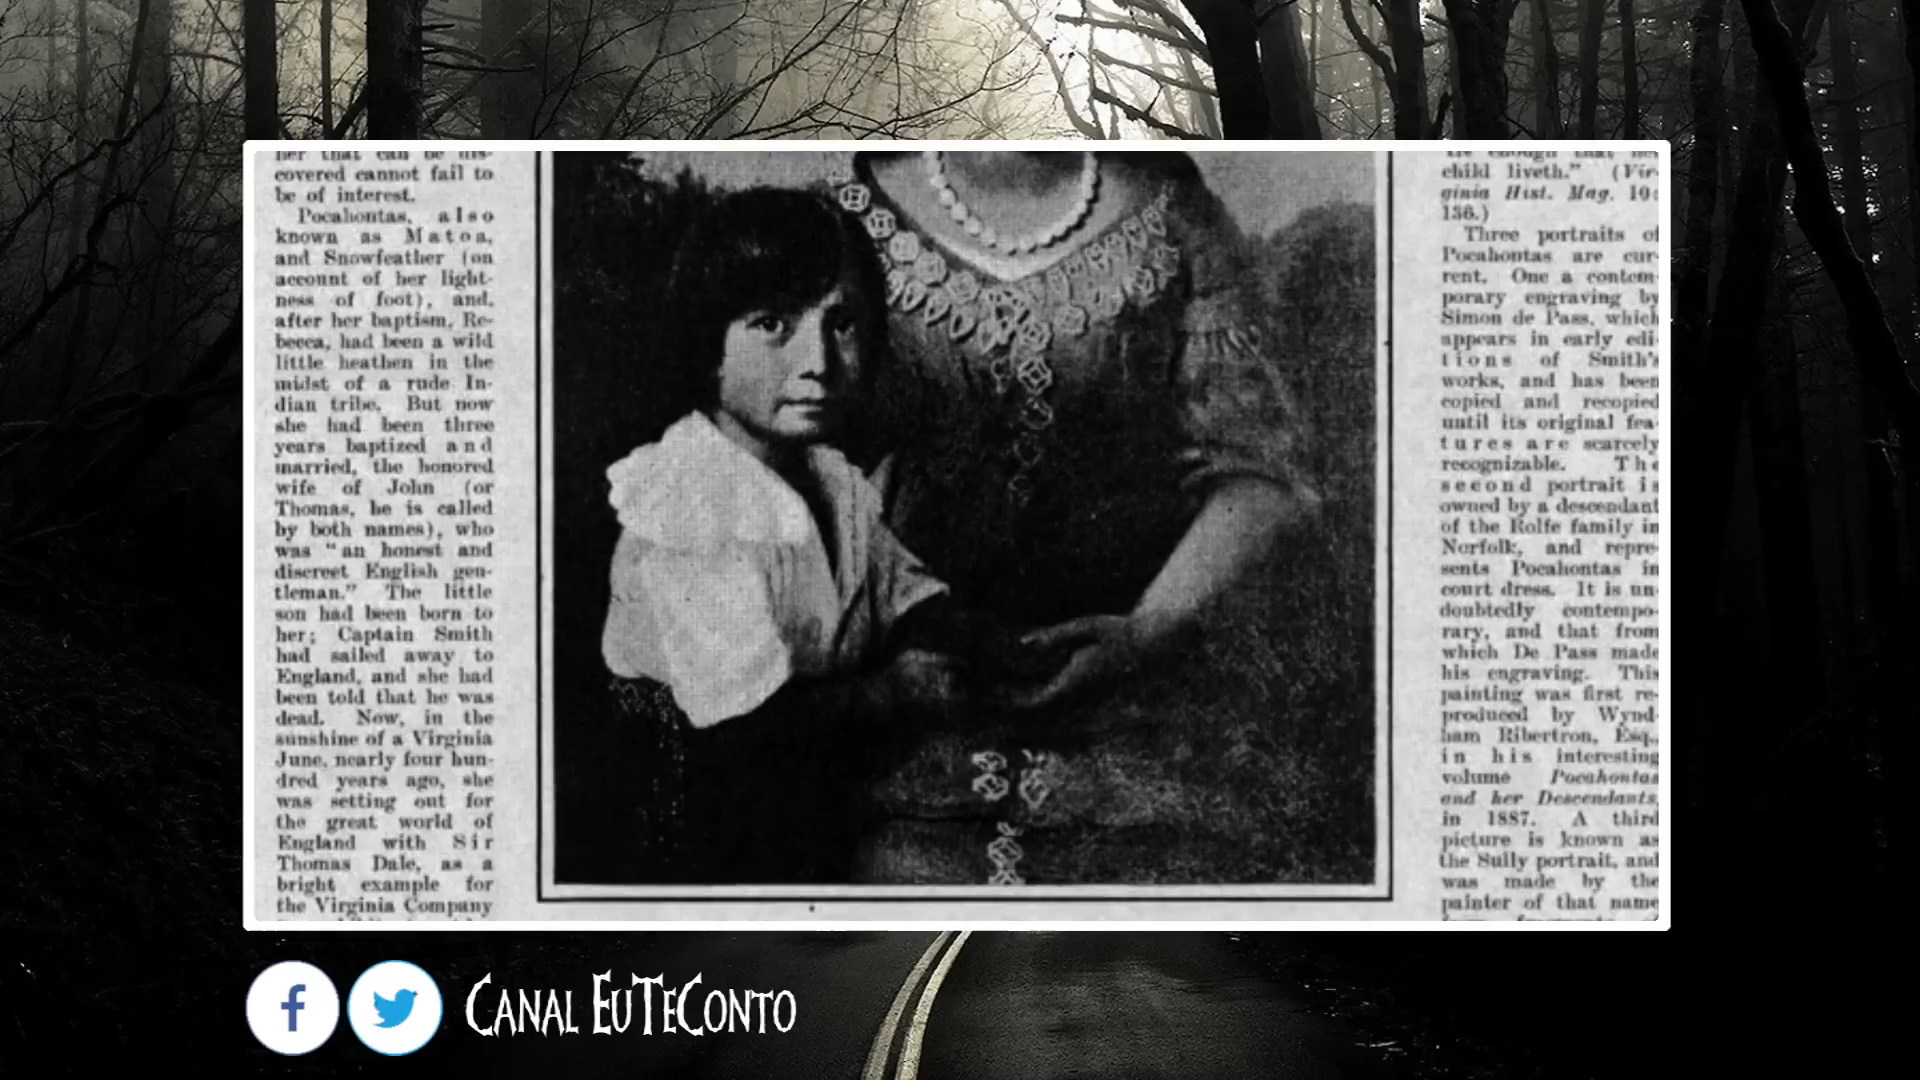 her that can be dis-
covered cannot fail to
be of interest.
Pocahontas, also
known as Matoa,
and Snowfeather (on
account of her light-
ness of foot), and,
after her baptism, Re-
becca, had been a wild
little heathen in the
midst of a rude In-
dian tribe. But now
she had been three
years baptized and
married, the honored
wife of John (or
Thomas, he is called
by both names), who
was "an honest and
discreet English gen-
tleman." The little
son had been born to
her; Captain Smith
had sailed away to
England, and she had
been told that he was
dead. Now, in the
sunshine of a Virginia
June, nearly four hun-
dred years ago, she
was setting out for
the great world of
England with Sir
Thomas Dale, as a
bright example for
the Virginia Company
enough that her
child liveth." (Vir-
ginia Hist. Mag. 10:
136.)
Three portraits of
Pocahontas are cur-
rent. One a contem-
porary engraving by
Simon de Pass, which
appears in early edi-
tions of Smith's
works, and has been
copied and recopied
until its original fea-
tures are scarcely
recognizable. The
second portrait is
owned by a descendant
of the Rolfe family in
Norfolk, and repre-
sents Pocahontas in
court dress. It is un-
doubtedly contempo-
rary, and that from
which De Pass made
his engraving. This
painting was first re-
produced by Wynd-
ham Ribertron, Esq.,
in his interesting
volume Pocahontas
and her Descendants,
in 1887. A third
picture is known as
the Sully portrait, and
was made by the
painter of that name
f
CANAL EUTECONTO